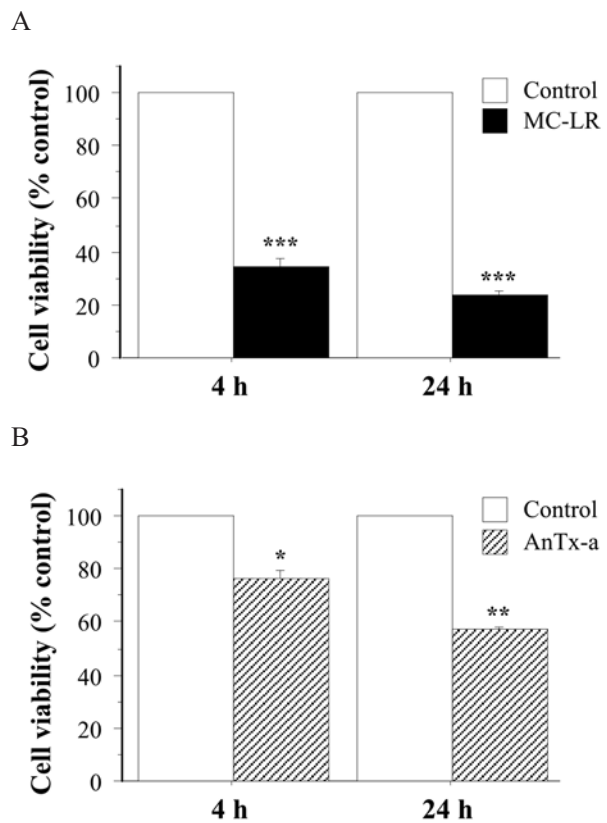 A
Cell viability (% control)
100
80
60
40
20
0
Control
MC-LR
***
***
4 h
24 h
B
Cell viability (% control)
100
80
60
40
20
0
Control
AnTx-a
*
**
4 h
24 h